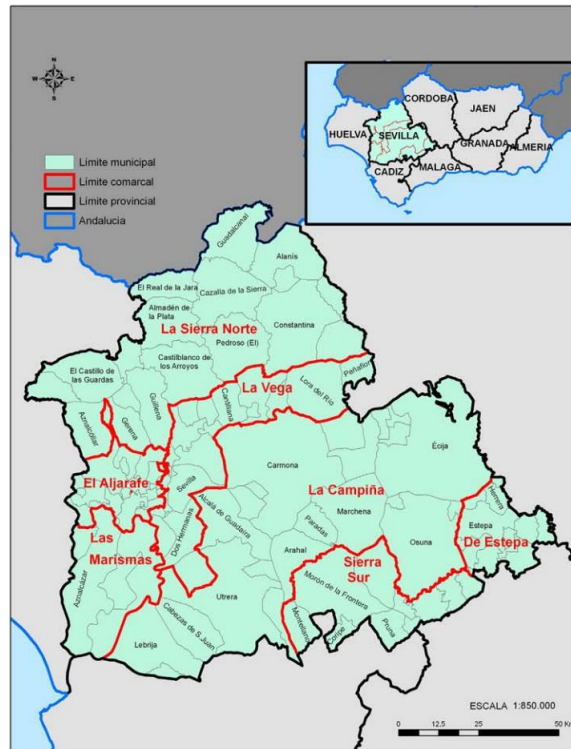 N
W
E
S
CORDOBA
JAEN
HUELVA
SEVILLA
GRANADA
ALMERIA
MALAGA
CADIZ
Limite municipal
Limite comarcal
Limite provincial
Andalucia
Guadalcanal
Alanís
El Real de la Jara
Cazalla de la Sierra
Almadén de
la Plata
La Sierra Norte
Constantina
Pedroso (El)
Castilblanco de
los Arroyos
El Castillo de
las Guardas
Peñaflor
La Vega
Lora del Río
Guillena
Cantillana
Aznalcóllar
Gerena
Écija
Carmona
El Aljarafe
Sevilla
La Campiña
Herrera
Alcalá de Guadaira
Marchena
Paradas
Estepa
Las
Marismas
Dos Hermanas
Osuna
De Estepa
Arahal
Sierra
Sur
Aznalcázar
Utrera
Morón de la Frontera
Montellano
Coripe
Pruna
Cabezas de S.Juan
Lebrija
ESCALA 1:850.000
0 12,5 25 50 Km